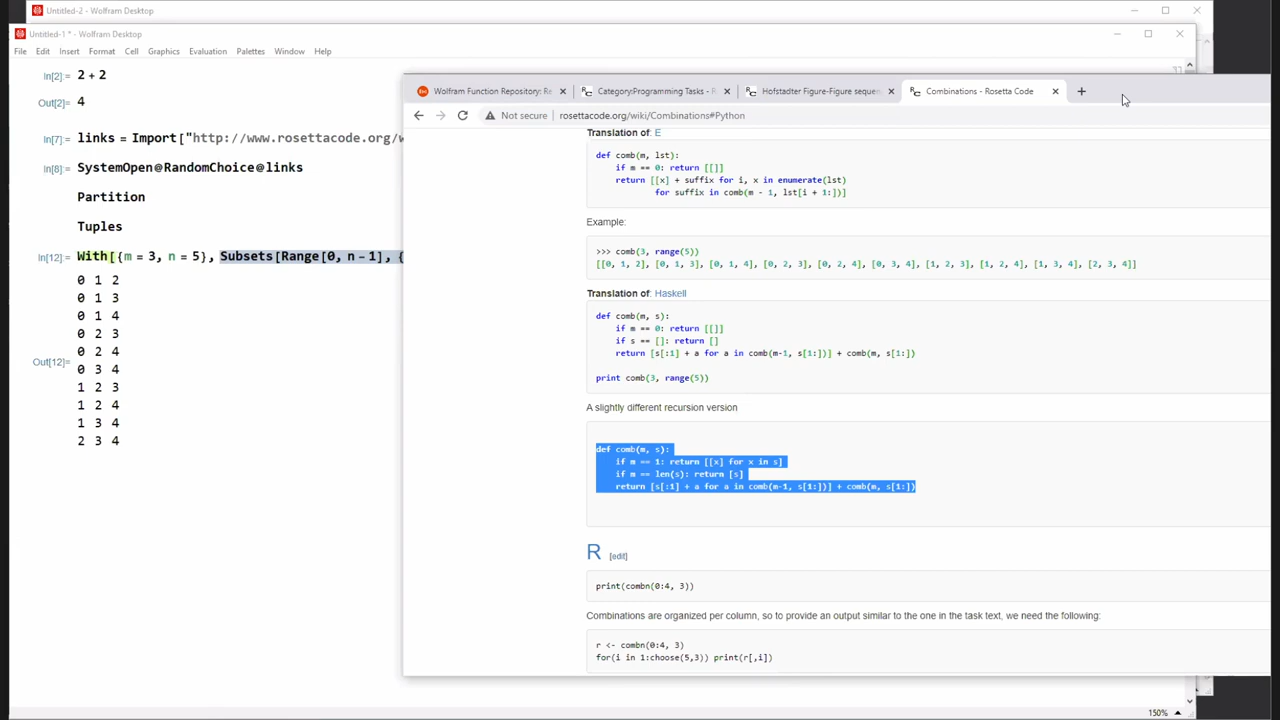 Untitled-2 - Wolfram Desktop
Untitled-1 * - Wolfram Desktop
File Edit Insert Format Cell Graphics Evaluation Palettes Window Help
In[2]:= 2 + 2
Out[2]= 4
In[7]:= links = Import["http://www.rosettacode.org/w
In[8]:= SystemOpen@RandomChoice@links
Partition
Tuples
In[12]:= With[{m = 3, n = 5}, Subsets[Range[0, n - 1], {
Out[12]=
0 1 2
0 1 3
0 1 4
0 2 3
0 2 4
0 3 4
1 2 3
1 2 4
1 3 4
2 3 4
150%
Wolfram Function Repository: Re
Category:Programming Tasks - R
Hofstadter Figure-Figure sequen
Combinations - Rosetta Code
Not secure | rosettacode.org/wiki/Combinations#Python
Translation of: E
def comb(m, lst):
if m == 0: return [[]]
return [[x] + suffix for i, x in enumerate(lst)
for suffix in comb(m - 1, lst[i + 1:])]
Example:
>>> comb(3, range(5))
[[0, 1, 2], [0, 1, 3], [0, 1, 4], [0, 2, 3], [0, 2, 4], [0, 3, 4], [1, 2, 3], [1, 2, 4], [1, 3, 4], [2, 3, 4]]
Translation of: Haskell
def comb(m, s):
if m == 0: return [[]]
if s == []: return []
return [s[:1] + a for a in comb(m-1, s[1:])] + comb(m, s[1:])
print comb(3, range(5))
A slightly different recursion version
def comb(m, s):
if m == 1: return [[x] for x in s]
if m == len(s): return [s]
return [s[:1] + a for a in comb(m-1, s[1:])] + comb(m, s[1:])
R [edit]
print(combn(0:4, 3))
Combinations are organized per column, so to provide an output similar to the one in the task text, we need the following:
r <- combn(0:4, 3)
for(i in 1:choose(5,3)) print(r[,i])